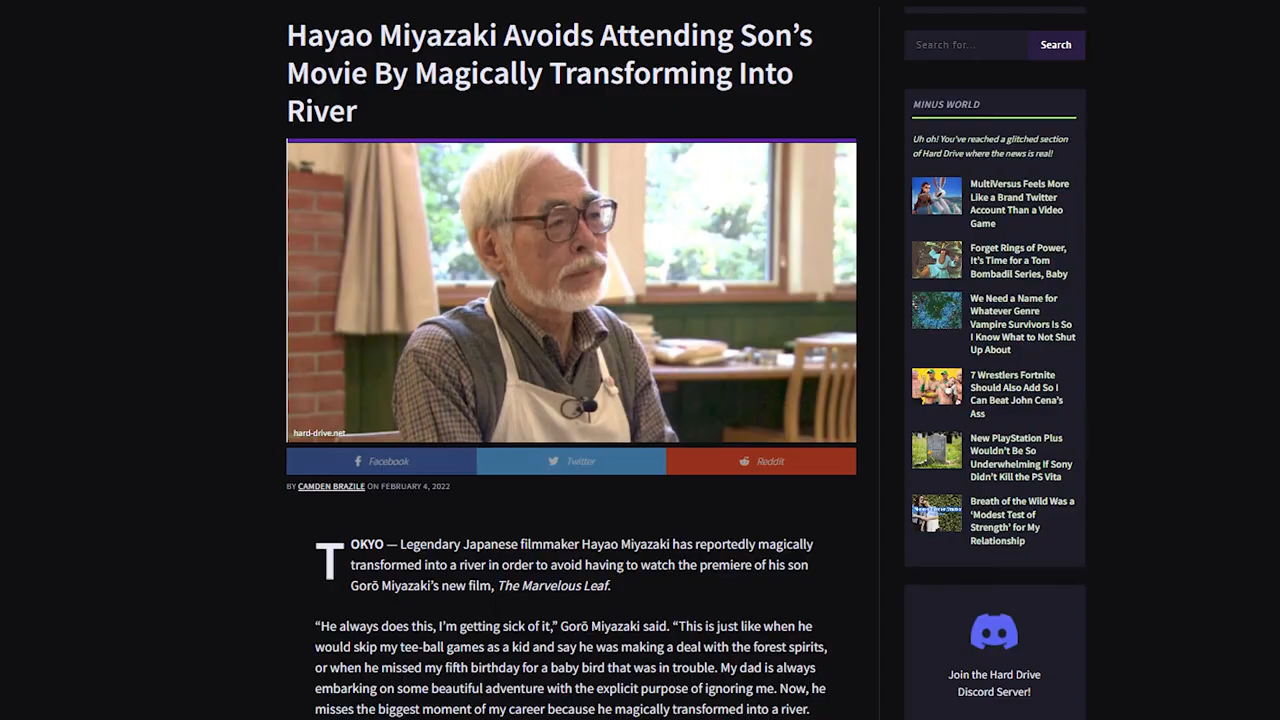 Hayao Miyazaki Avoids Attending Son's
Movie By Magically Transforming Into
River
hard-drive.net
Facebook
Twitter
Reddit
BY CAMDEN BRAZILE ON FEBRUARY 4, 2022
TOKYO — Legendary Japanese filmmaker Hayao Miyazaki has reportedly magically
transformed into a river in order to avoid having to watch the premiere of his son
Gorō Miyazaki's new film, The Marvelous Leaf.
“He always does this, I'm getting sick of it,” Gorō Miyazaki said. “This is just like when he
would skip my tee-ball games as a kid and say he was making a deal with the forest spirits,
or when he missed my fifth birthday for a baby bird that was in trouble. My dad is always
embarking on some beautiful adventure with the explicit purpose of ignoring me. Now, he
misses the biggest moment of my career because he magically transformed into a river.
Search for...
Search
MINUS WORLD
Uh oh! You've reached a glitched section
of Hard Drive where the news is real!
MultiVersus Feels More
Like a Brand Twitter
Account Than a Video
Game
Forget Rings of Power,
It's Time for a Tom
Bombadil Series, Baby
We Need a Name for
Whatever Genre
Vampire Survivors Is So
I Know What to Not Shut
Up About
7 Wrestlers Fortnite
Should Also Add So I
Can Beat John Cena's
Ass
New PlayStation Plus
Wouldn't Be So
Underwhelming If Sony
Didn't Kill the PS Vita
Breath of the Wild Was a
‘Modest Test of
Strength’ for My
Relationship
Join the Hard Drive
Discord Server!